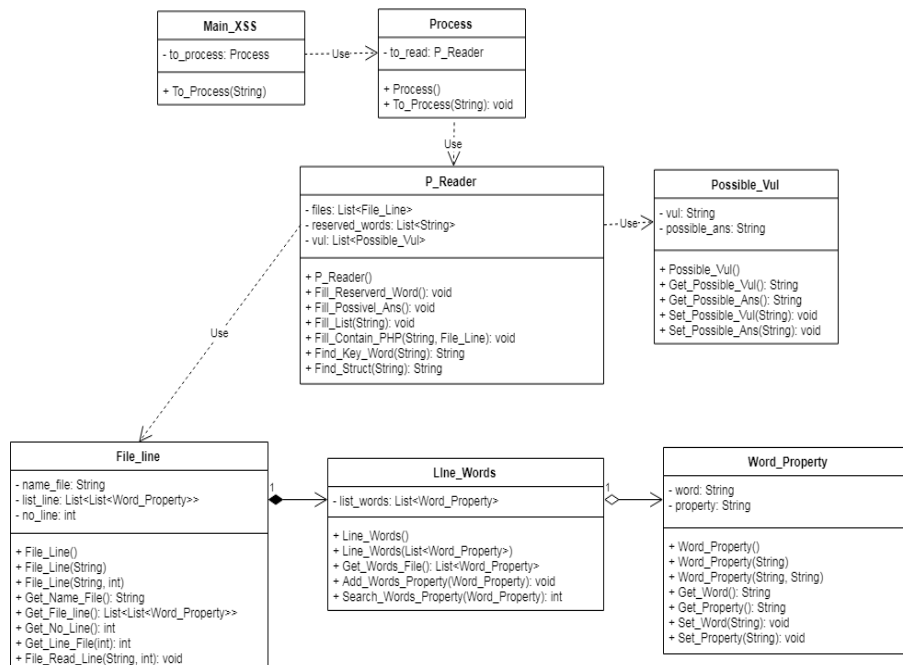 Main_XSS
- to_process: Process
+ To_Process(String)
Use
Process
- to_read: P_Reader
+ Process()
+ To_Process(String): void
Use
P_Reader
- files: List<File_Line>
- reserved_words: List<String>
- vul: List<Possible_Vul>
+ P_Reader()
+ Fill_Reserverd_Word(): void
+ Fill_Possivel_Ans(): void
+ Fill_List(String): void
+ Fill_Contain_PHP(String, File_Line): void
+ Find_Key_Word(String): String
+ Find_Struct(String): String
Use
Possible_Vul
- vul: String
- possible_ans: String
+ Possible_Vul()
+ Get_Possible_Vul(): String
+ Get_Possible_Ans(): String
+ Set_Possible_Vul(String): void
+ Set_Possible_Ans(String): void
Use
File_line
- name_file: String
- list_line: List<List<Word_Property>>
- no_line: int
+ File_Line()
+ File_Line(String)
+ File_Line(String, int)
+ Get_Name_File(): String
+ Get_File_line(): List<List<Word_Property>>
+ Get_No_Line(): int
+ Get_Line_File(int): int
+ File_Read_Line(String, int): void
1
LIne_Words
- list_words: List<Word_Property>
+ Line_Words()
+ Line_Words(List<Word_Property>)
+ Get_Words_File(): List<Word_Property>
+ Add_Words_Property(Word_Property): void
+ Search_Words_Property(Word_Property): int
1
Word_Property
- word: String
- property: String
+ Word_Property()
+ Word_Property(String)
+ Word_Property(String, String)
+ Get_Word(): String
+ Get_Property(): String
+ Set_Word(String): void
+ Set_Property(String): void